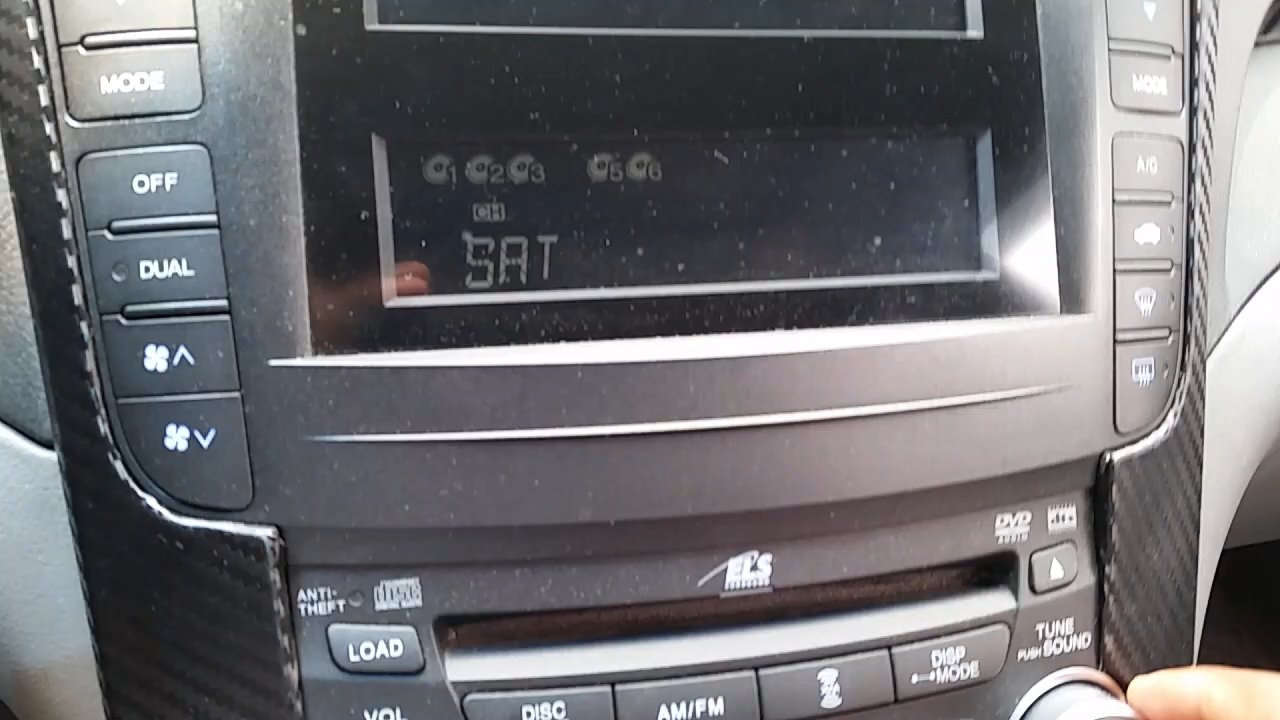 MODE
MODE
OFF
A/C
DUAL
1 2 3 5 6
CH
SAT
DVD
AUDIO
ELS
ANTI-
THEFT
LOAD
TUNE
PUSH SOUND
DISP
MODE
DISC
AM/FM
VOL